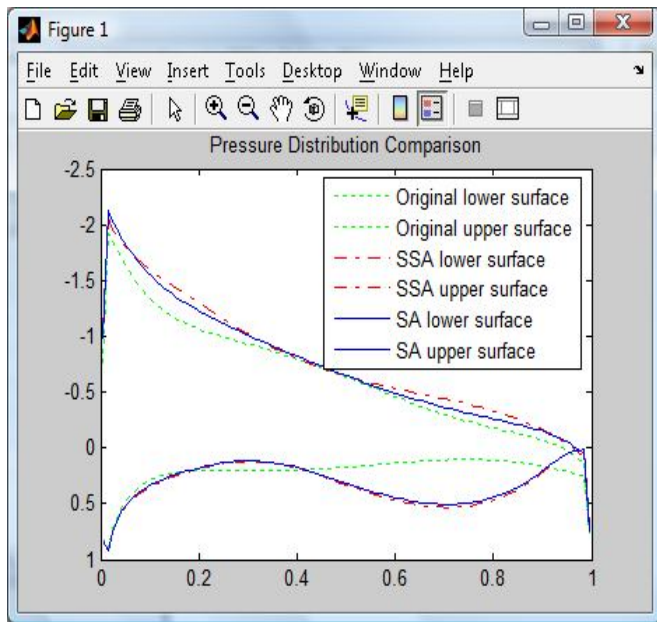 Figure 1
File Edit View Insert Tools Desktop Window Help
Pressure Distribution Comparison
-2.5
-2
-1.5
-1
-0.5
0
0.5
1
Original lower surface
Original upper surface
SSA lower surface
SSA upper surface
SA lower surface
SA upper surface
0 0.2 0.4 0.6 0.8 1